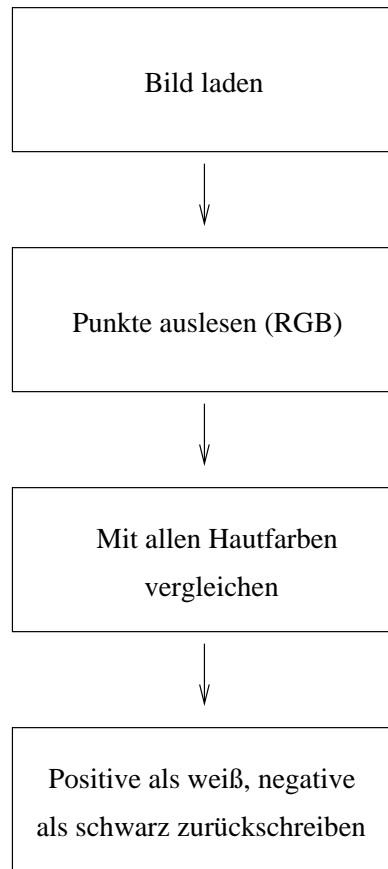 Bild laden
Punkte auslesen (RGB)
Mit allen Hautfarben
vergleichen
Positive als weiß, negative
als schwarz zurückschreiben